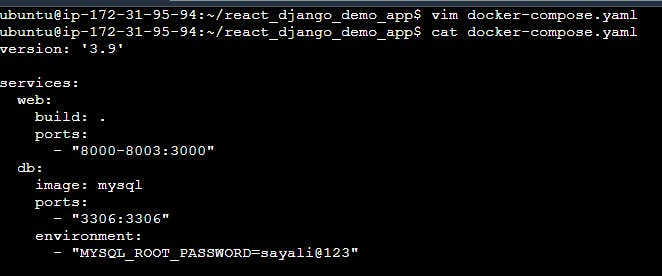 ubuntu@ip-172-31-95-94:~/react_django_demo_app$ vim docker-compose.yaml
ubuntu@ip-172-31-95-94:~/react_django_demo_app$ cat docker-compose.yaml
version: '3.9'

services:
  web:
    build: .
    ports:
      - "8000-8003:3000"
  db:
    image: mysql
    ports:
      - "3306:3306"
    environment:
      - "MYSQL_ROOT_PASSWORD=sayali@123"